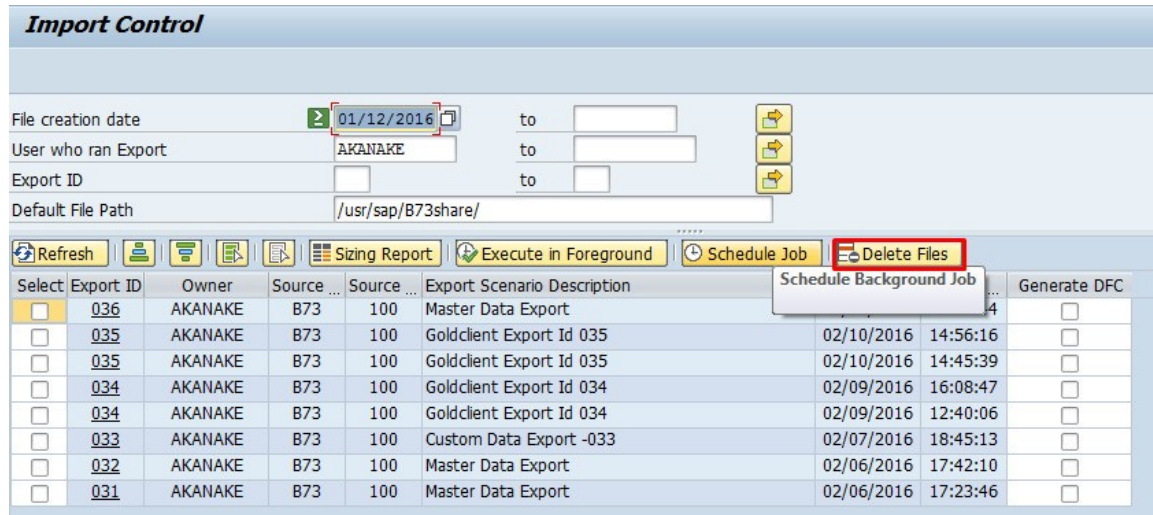 Import Control
File creation date 01/12/2016 to
User who ran Export AKANAKE to
Export ID to
Default File Path /usr/sap/B73share/
Refresh Sizing Report Execute in Foreground Schedule Job Delete Files
Schedule Background Job
Select Export ID Owner Source ... Source ... Export Scenario Description ... Generate DFC
036 AKANAKE B73 100 Master Data Export 4
035 AKANAKE B73 100 Goldclient Export Id 035 02/10/2016 14:56:16
035 AKANAKE B73 100 Goldclient Export Id 035 02/10/2016 14:45:39
034 AKANAKE B73 100 Goldclient Export Id 034 02/09/2016 16:08:47
034 AKANAKE B73 100 Goldclient Export Id 034 02/09/2016 12:40:06
033 AKANAKE B73 100 Custom Data Export -033 02/07/2016 18:45:13
032 AKANAKE B73 100 Master Data Export 02/06/2016 17:42:10
031 AKANAKE B73 100 Master Data Export 02/06/2016 17:23:46